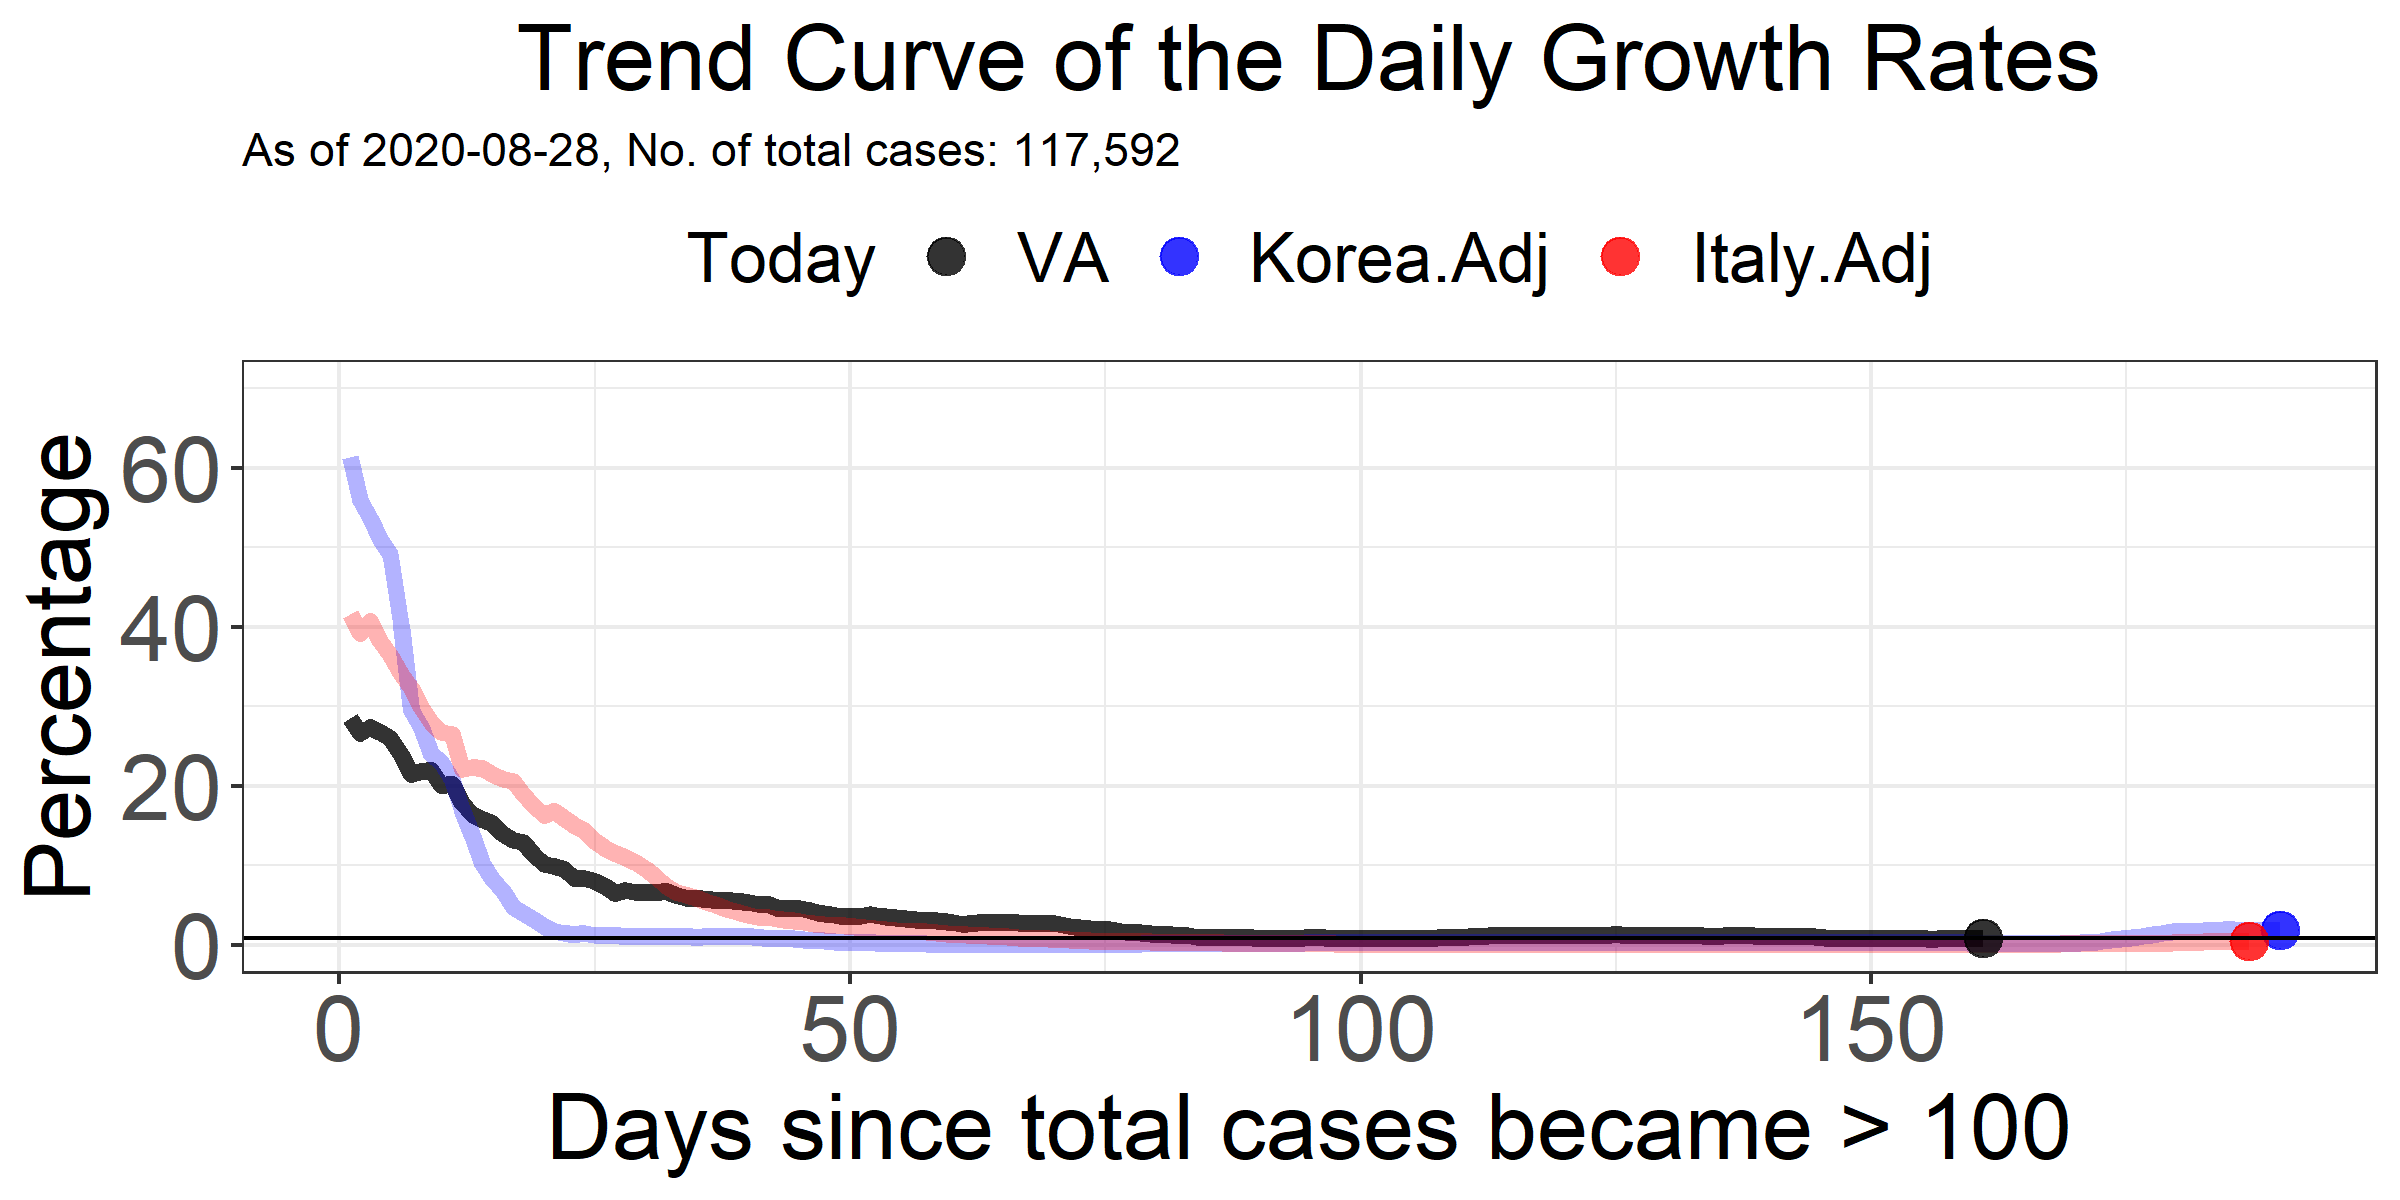 Trend Curve of the Daily Growth Rates
As of 2020-08-28, No. of total cases: 117,592
Today VA Korea.Adj Italy.Adj
Percentage
60
40
20
0
0 50 100 150
Days since total cases became > 100